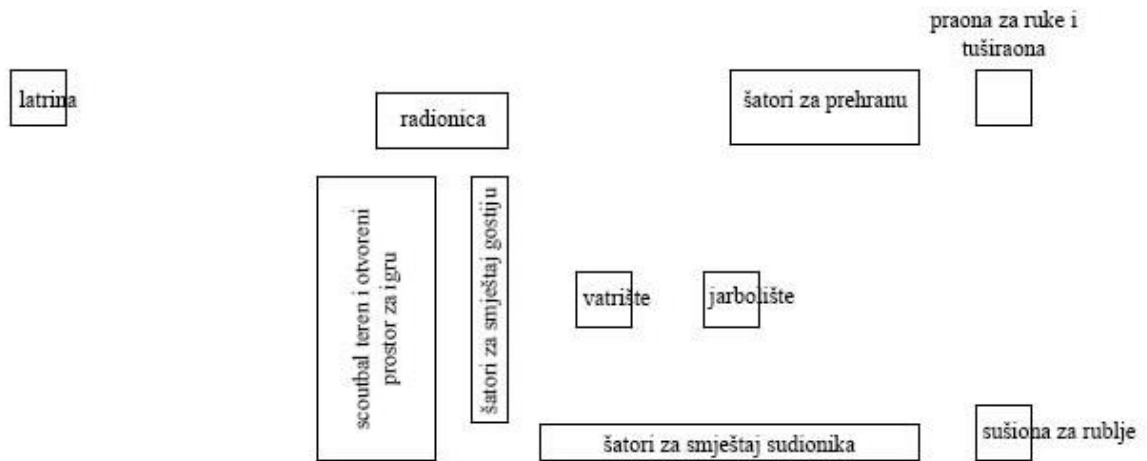 praona za ruke i
tuširaona
latrina
radionica
šatori za prehranu
scoutbal teren i otvoreni
prostor za igru
šatori za smještaj gostiju
vatrište
jarbolište
šatori za smještaj sudionika
sušiona za rublje